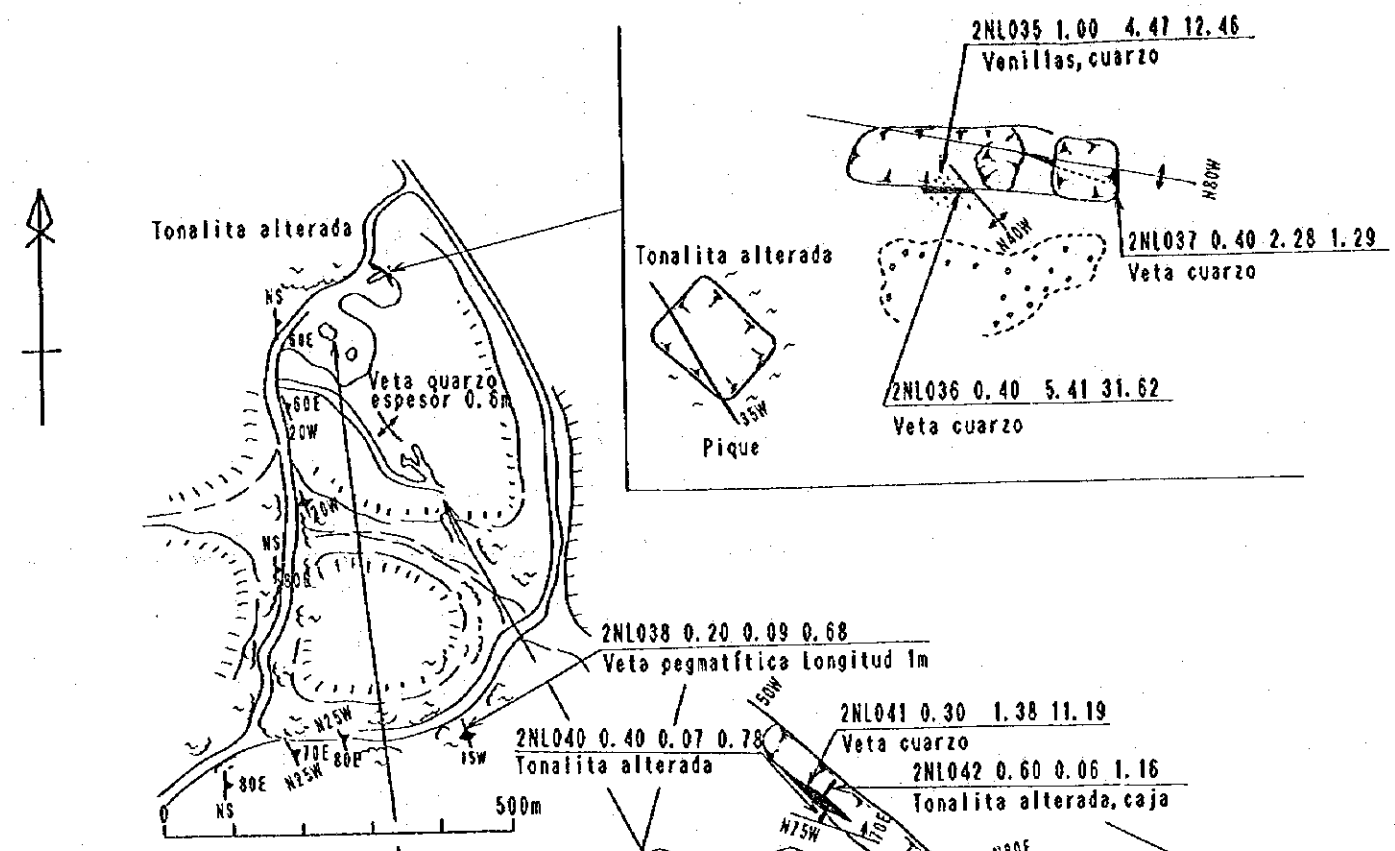 2NL035 1.00 4.47 12.46
Venillas, cuarzo
N80W
N40W
2NL037 0.40 2.28 1.29
Veta cuarzo
Tonalita alterada
35W
Pique
2NL036 0.40 5.41 31.62
Veta cuarzo
Tonalita alterada
NS
60E
Veta quarzo
espesor 0.6m
60E
20W
20W
NS
80E
2NL038 0.20 0.09 0.68
Veta pegmatítica Longitud 1m
N25W
70E
80E
N25W
80E
NS
15W
0
500m
2NL040 0.40 0.07 0.78
Tonalita alterada
50W
2NL041 0.30 1.38 11.19
Veta cuarzo
2NL042 0.60 0.06 1.16
Tonalita alterada, caja
N75W
70E
N80E